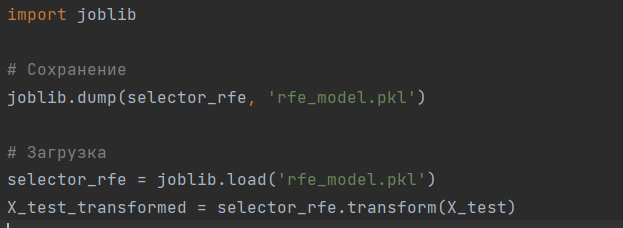 import joblib
# Сохранение
joblib.dump(selector_rfe, 'rfe_model.pkl')
# Загрузка
selector_rfe = joblib.load('rfe_model.pkl')
X_test_transformed = selector_rfe.transform(X_test)